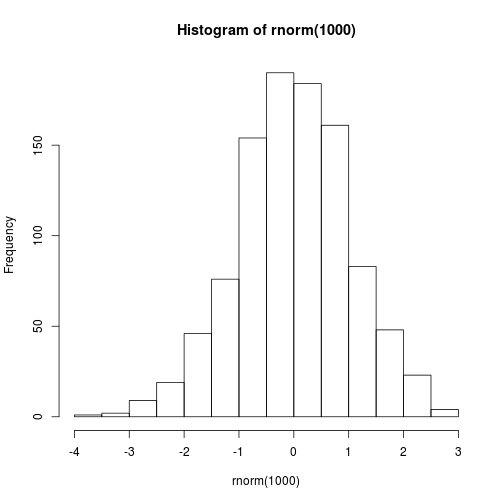 Histogram of rnorm(1000)
Frequency
150
100
50
0
-4 -3 -2 -1 0 1 2 3
rnorm(1000)